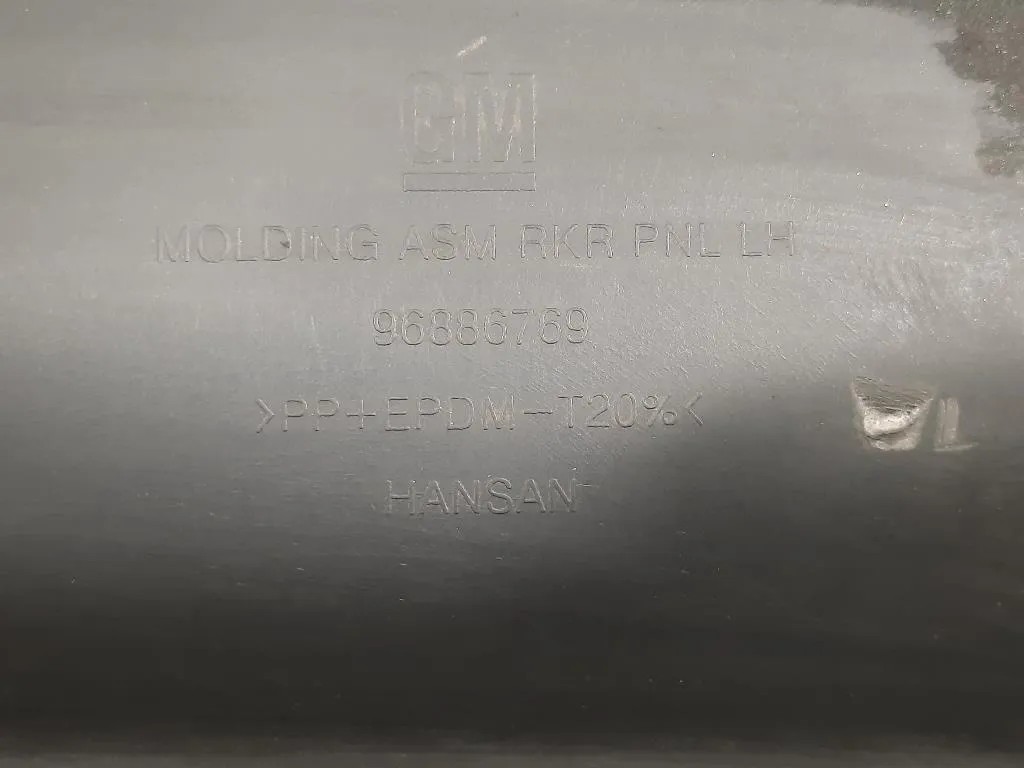 GM
MOLDING ASM RKR PNL LH
96886769
>PP+EPDM-T20%<
HANSAN
L